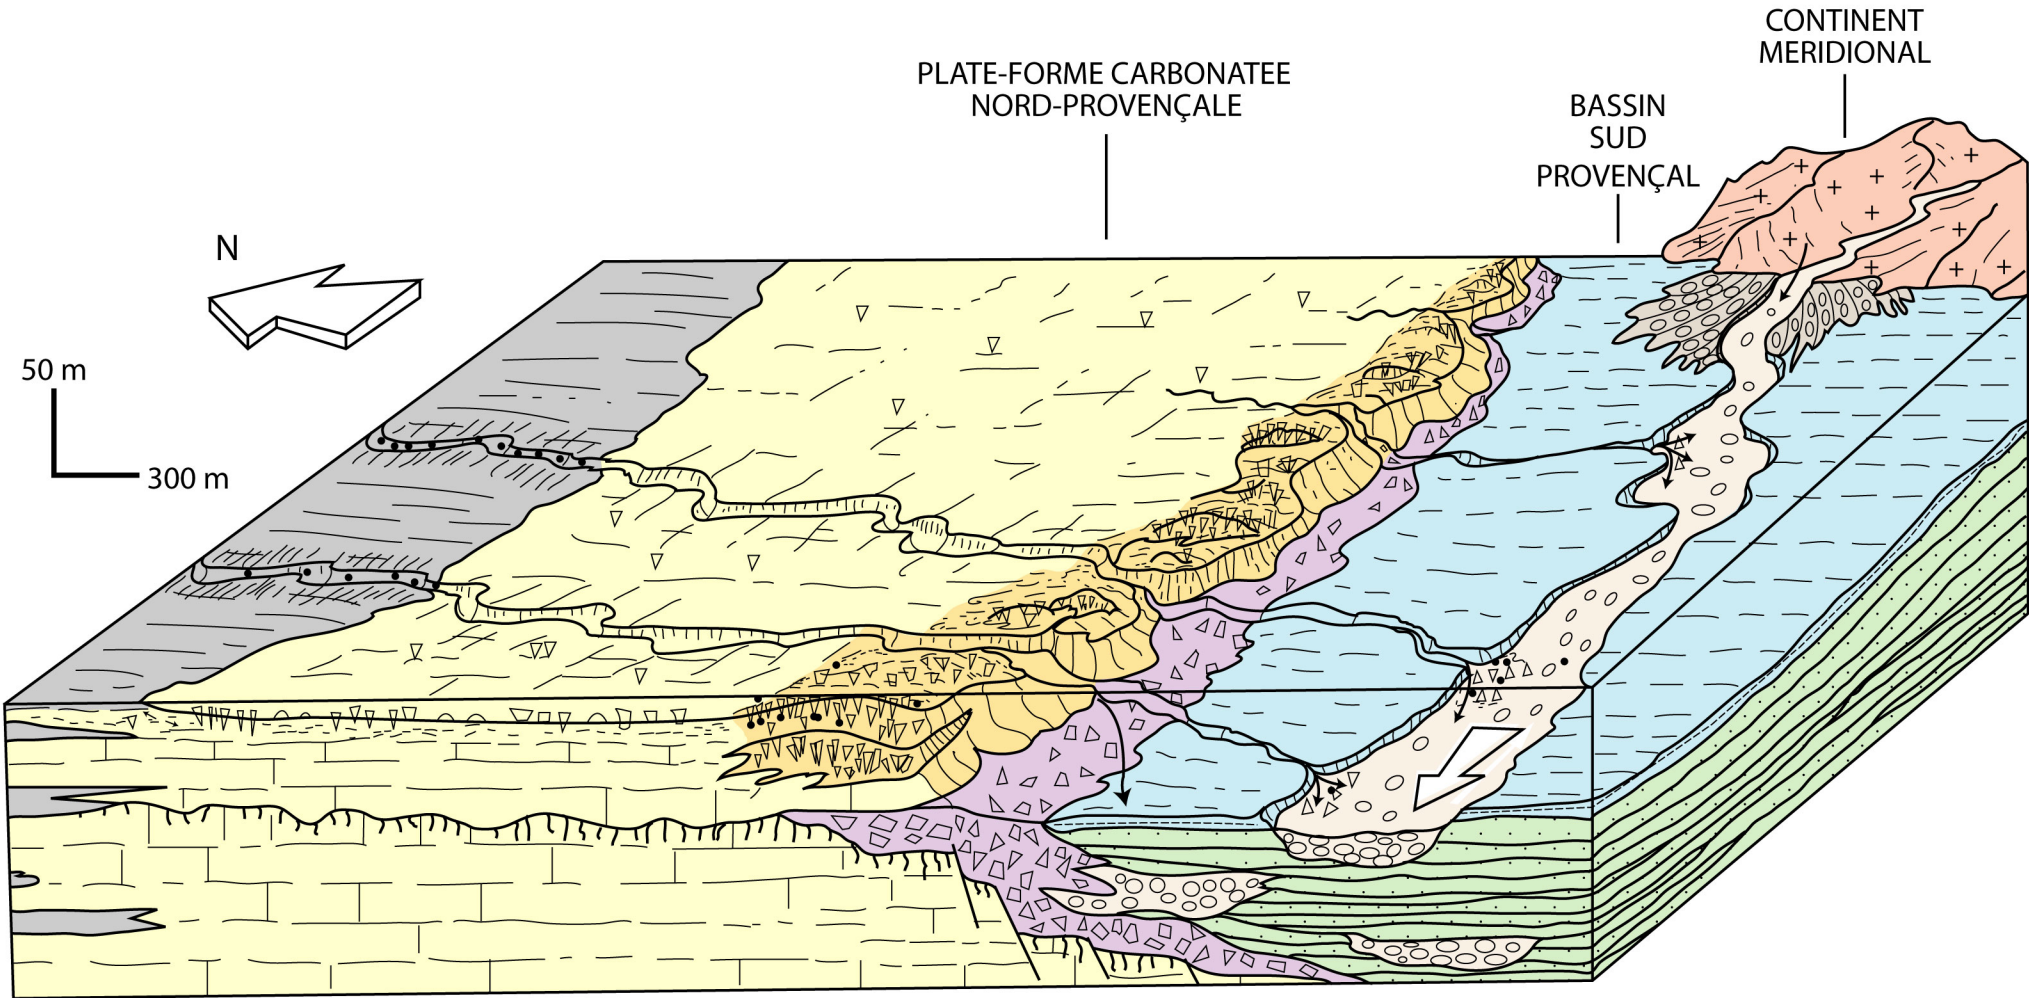 CONTINENT
MERIDIONAL
PLATE-FORME CARBONATEE
NORD-PROVENÇALE
BASSIN
SUD
PROVENÇAL
N
50 m
300 m